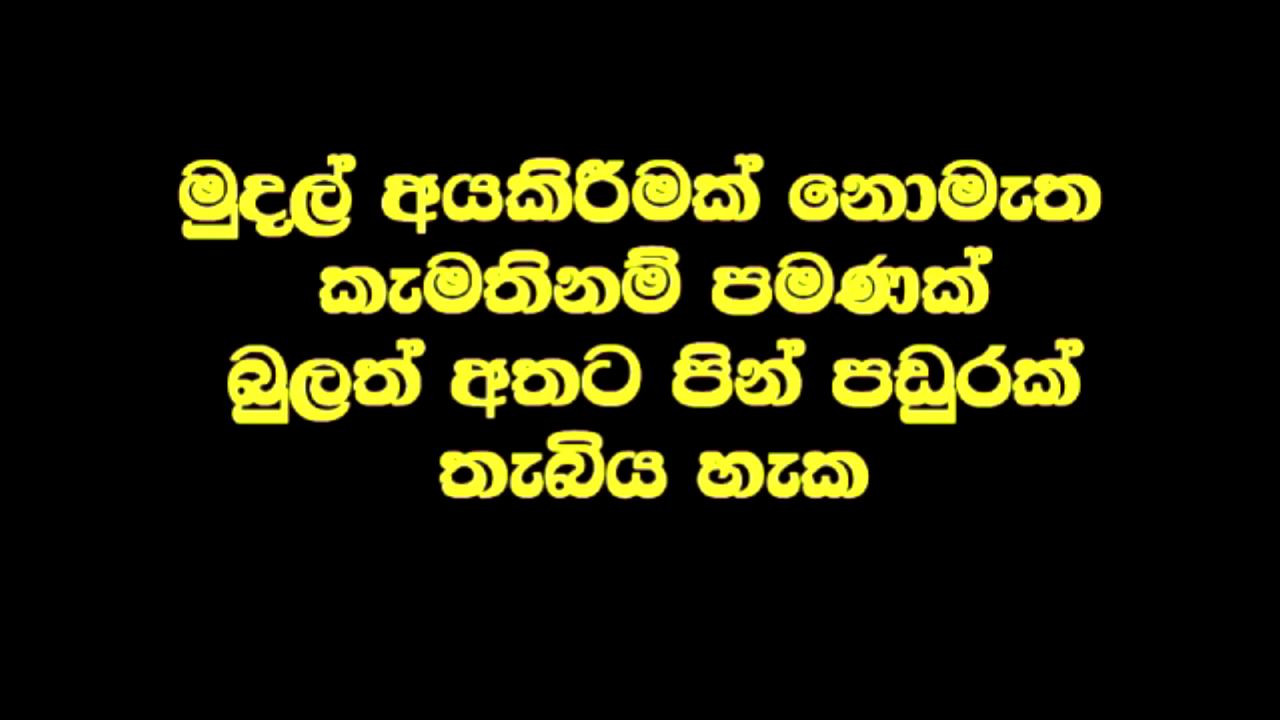 මුදල් අයකිරීමක් නොමැත
කැමතිනම් පමණක්
බුලත් අතට පින් පඩුරක්
තැබිය හැක